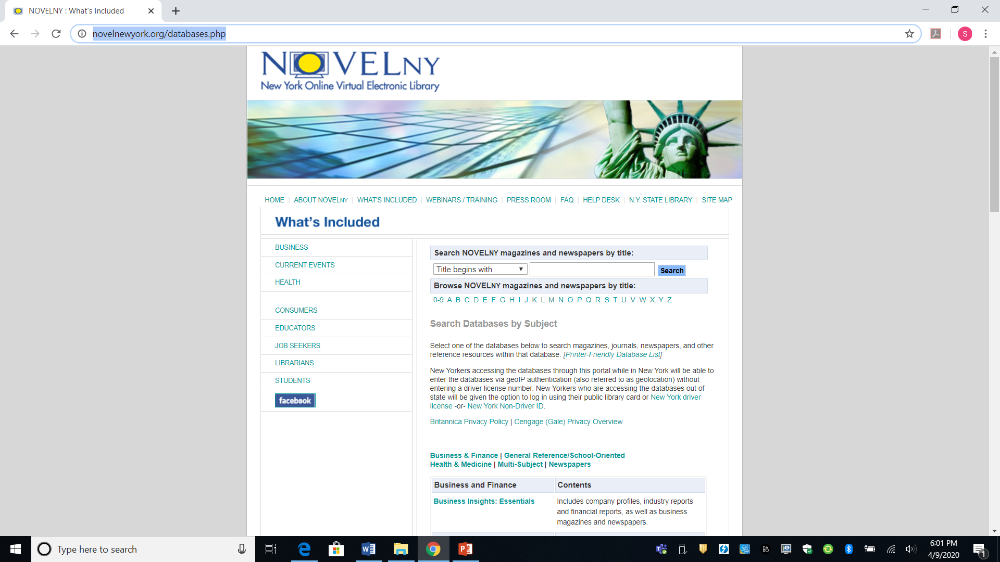 NOVELNY : What's Included
novelnewyork.org/databases.php
S
NOVELNY
New York Online Virtual Electronic Library
HOME | ABOUT NOVELNY | WHAT'S INCLUDED | WEBINARS / TRAINING | PRESS ROOM | FAQ | HELP DESK | N.Y. STATE LIBRARY | SITE MAP
What's Included
BUSINESS
CURRENT EVENTS
HEALTH
CONSUMERS
EDUCATORS
JOB SEEKERS
LIBRARIANS
STUDENTS
facebook
Search NOVELNY magazines and newspapers by title:
Title begins with
Search
Browse NOVELNY magazines and newspapers by title:
0-9 A B C D E F G H I J K L M N O P Q R S T U V W X Y Z
Search Databases by Subject
Select one of the databases below to search magazines, journals, newspapers, and other
reference resources within that database. [Printer-Friendly Database List]
New Yorkers accessing the databases through this portal while in New York will be able to
enter the databases via geoIP authentication (also referred to as geolocation) without
entering a driver license number. New Yorkers who are accessing the databases out of
state will be given the option to log in using their public library card or New York driver
license -or- New York Non-Driver ID.
Britannica Privacy Policy | Cengage (Gale) Privacy Overview
Business & Finance | General Reference/School-Oriented
Health & Medicine | Multi-Subject | Newspapers
Business and Finance Contents
Business Insights: Essentials Includes company profiles, industry reports
and financial reports, as well as business
magazines and newspapers.
Type here to search
6:01 PM
4/9/2020
1